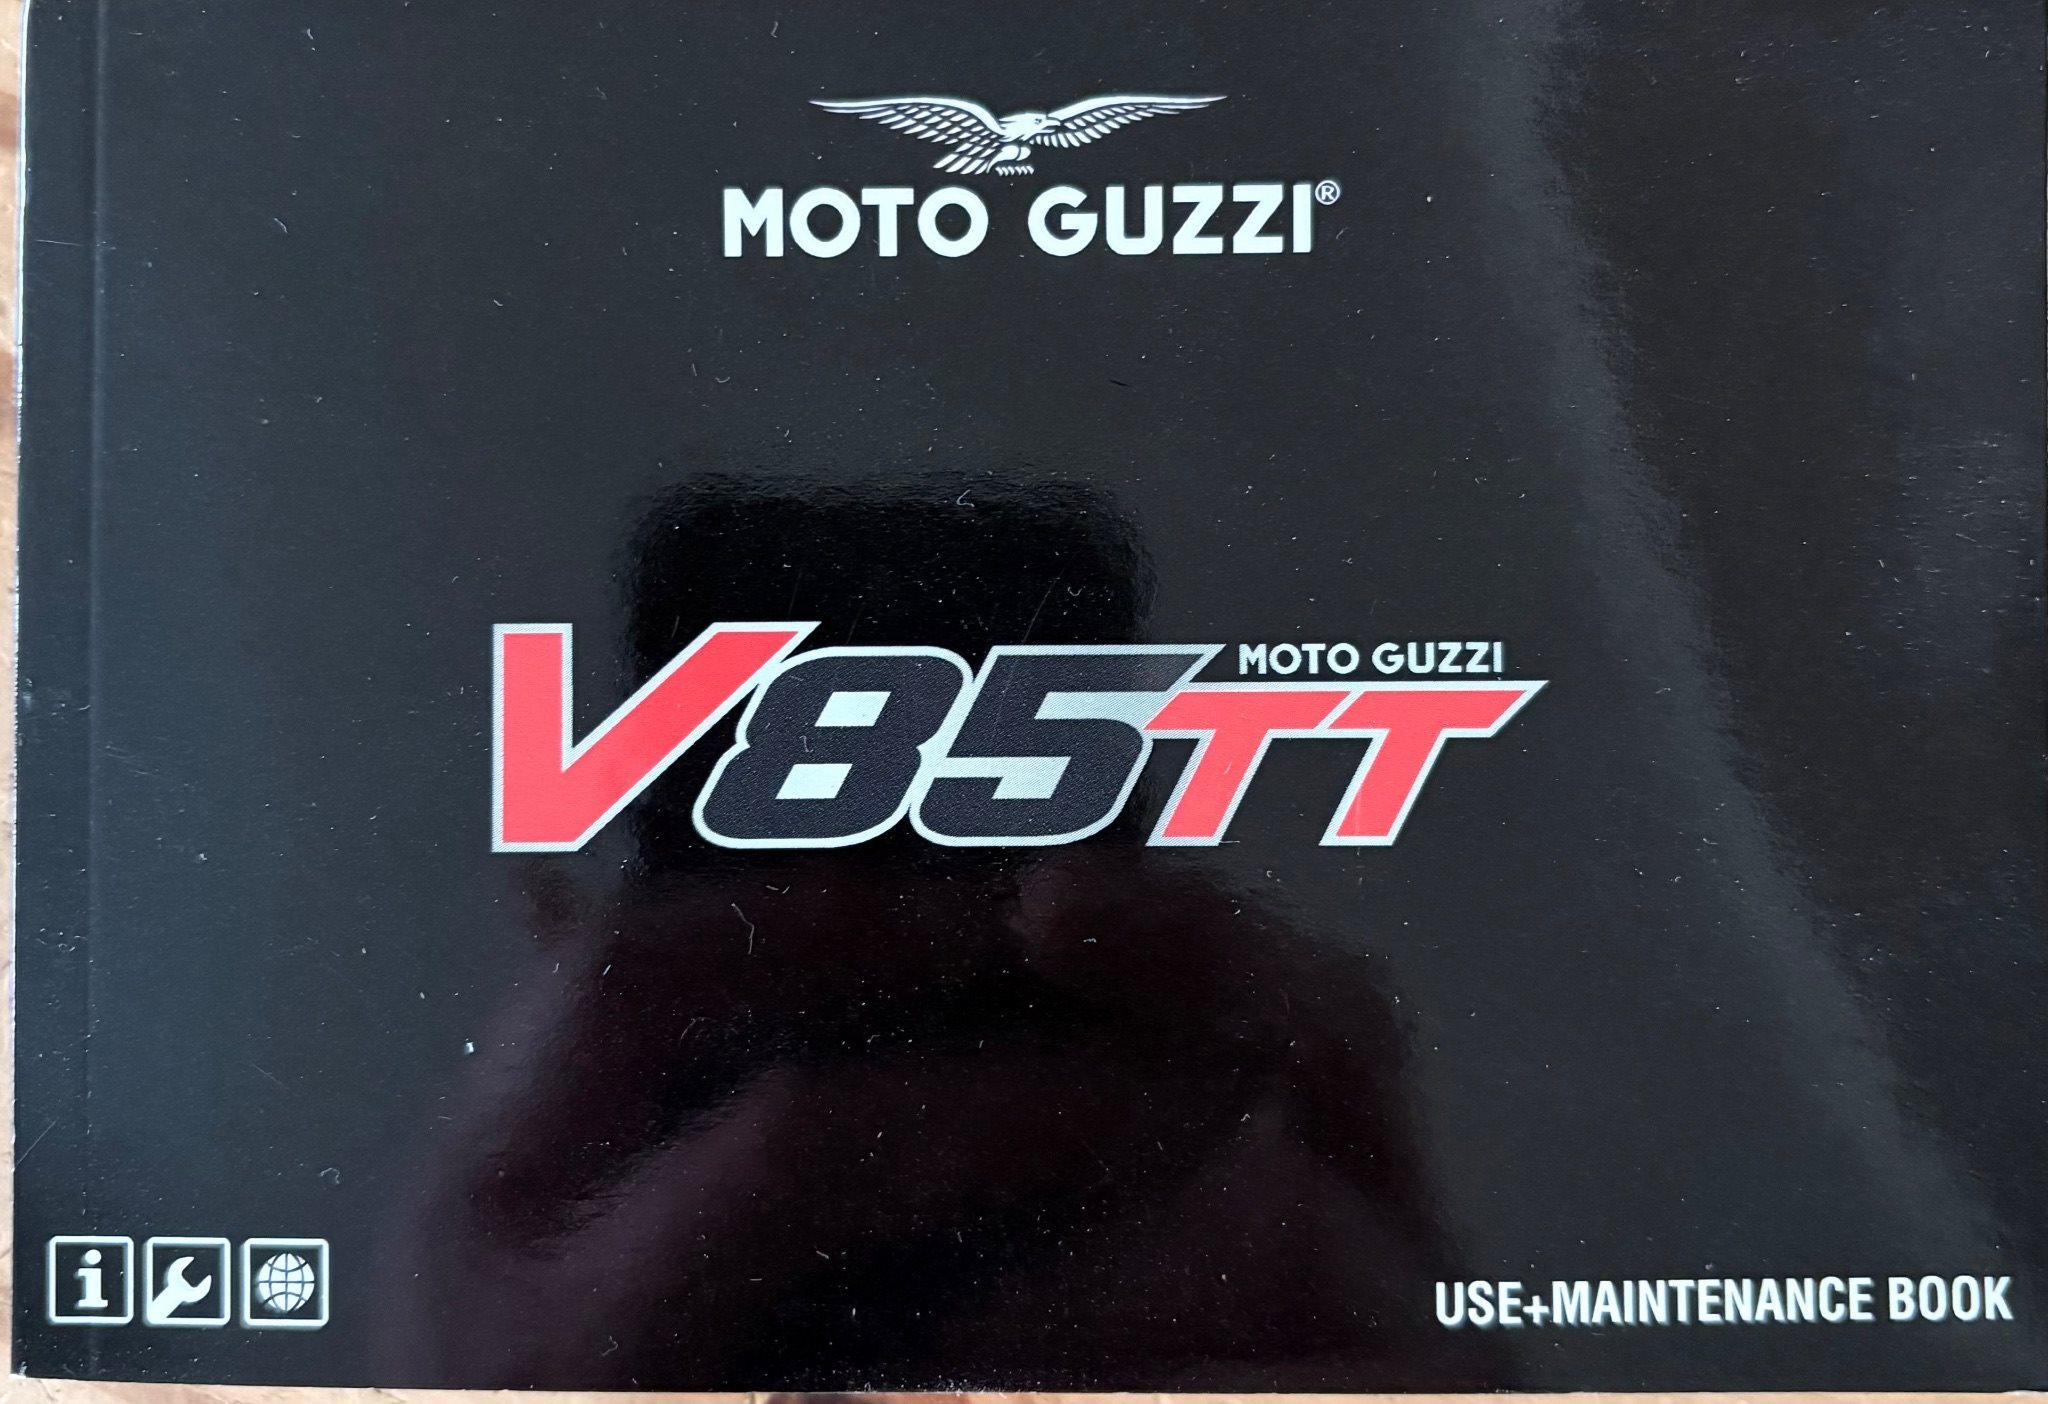 MOTO GUZZI®
V85TT
MOTO GUZZI
i
USE+MAINTENANCE BOOK